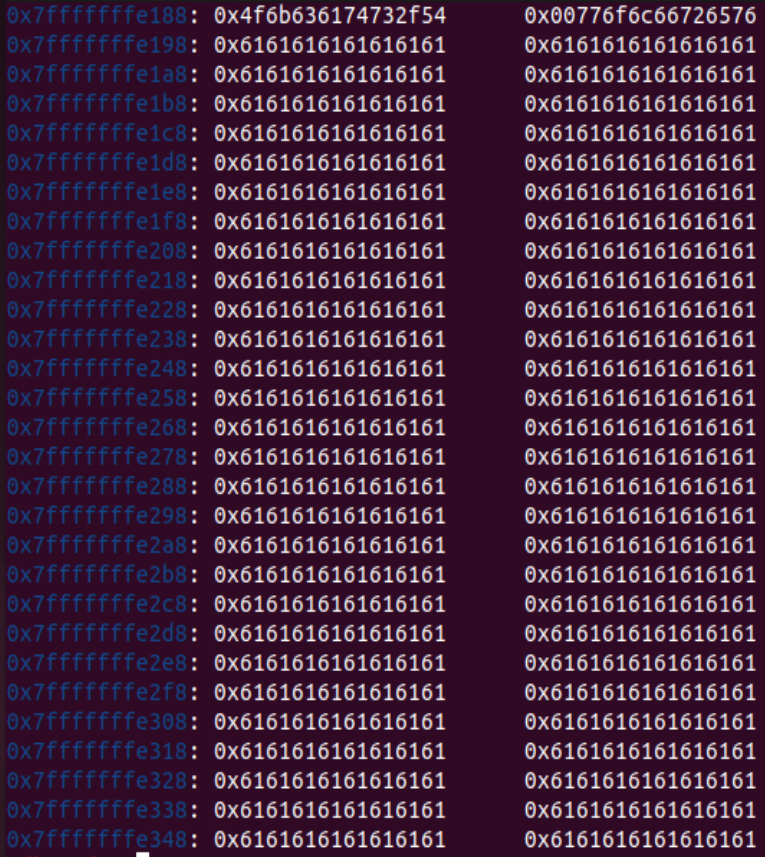 0x7fffffffe188: 0x4f6b636174732f54 0x00776f6c66726576
0x7fffffffe198: 0x6161616161616161 0x6161616161616161
0x7fffffffe1a8: 0x6161616161616161 0x6161616161616161
0x7fffffffe1b8: 0x6161616161616161 0x6161616161616161
0x7fffffffe1c8: 0x6161616161616161 0x6161616161616161
0x7fffffffe1d8: 0x6161616161616161 0x6161616161616161
0x7fffffffe1e8: 0x6161616161616161 0x6161616161616161
0x7fffffffe1f8: 0x6161616161616161 0x6161616161616161
0x7fffffffe208: 0x6161616161616161 0x6161616161616161
0x7fffffffe218: 0x6161616161616161 0x6161616161616161
0x7fffffffe228: 0x6161616161616161 0x6161616161616161
0x7fffffffe238: 0x6161616161616161 0x6161616161616161
0x7fffffffe248: 0x6161616161616161 0x6161616161616161
0x7fffffffe258: 0x6161616161616161 0x6161616161616161
0x7fffffffe268: 0x6161616161616161 0x6161616161616161
0x7fffffffe278: 0x6161616161616161 0x6161616161616161
0x7fffffffe288: 0x6161616161616161 0x6161616161616161
0x7fffffffe298: 0x6161616161616161 0x6161616161616161
0x7fffffffe2a8: 0x6161616161616161 0x6161616161616161
0x7fffffffe2b8: 0x6161616161616161 0x6161616161616161
0x7fffffffe2c8: 0x6161616161616161 0x6161616161616161
0x7fffffffe2d8: 0x6161616161616161 0x6161616161616161
0x7fffffffe2e8: 0x6161616161616161 0x6161616161616161
0x7fffffffe2f8: 0x6161616161616161 0x6161616161616161
0x7fffffffe308: 0x6161616161616161 0x6161616161616161
0x7fffffffe318: 0x6161616161616161 0x6161616161616161
0x7fffffffe328: 0x6161616161616161 0x6161616161616161
0x7fffffffe338: 0x6161616161616161 0x6161616161616161
0x7fffffffe348: 0x6161616161616161 0x6161616161616161